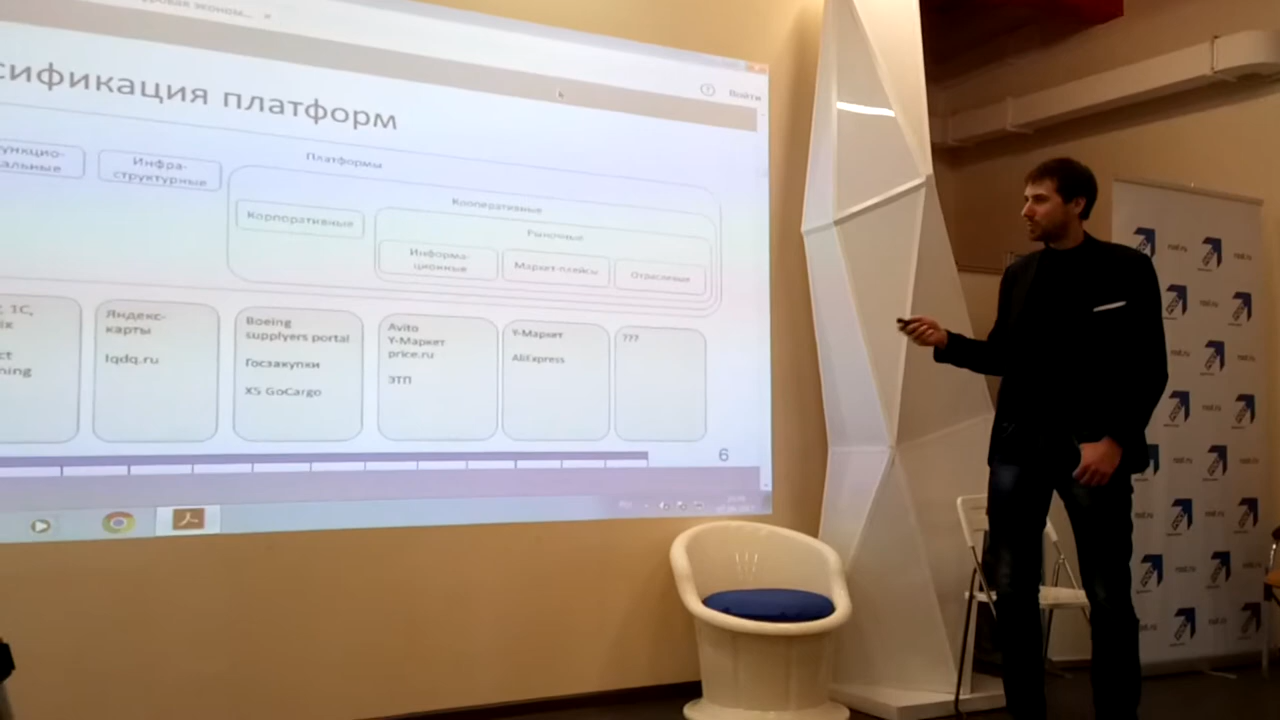 сификация платформ
Войти
Платформы
Инфра-
структурные
Кооперативные
Корпоративные
Рыночные
Информа-
ционные
Маркет-плейсы
Отраслевые
1С,
Яндекс-
карты
Iqdq.ru
Boeing
supplyers portal
Госзакупки
X5 GoCargo
Avito
Y-Маркет
price.ru
ЭТП
Y-Маркет
AliExpress
???
6